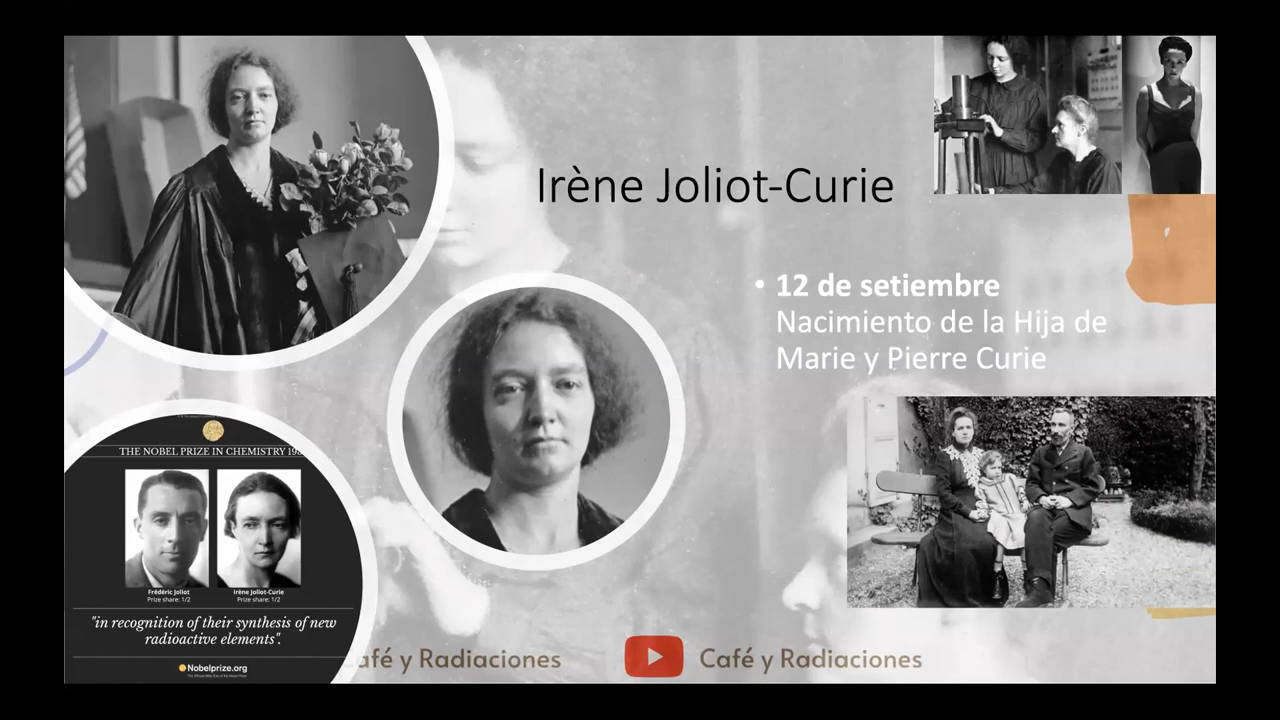 Irène Joliot-Curie
• 12 de setiembre
Nacimiento de la Hija de
Marie y Pierre Curie
THE NOBEL PRIZE IN CHEMISTRY
Frédéric Joliot
Prize share: 1/2
Irène Joliot-Curie
Prize share: 1/2
"in recognition of their synthesis of new
radioactive elements".
Nobelprize.org
afé y Radiaciones
Café y Radiaciones